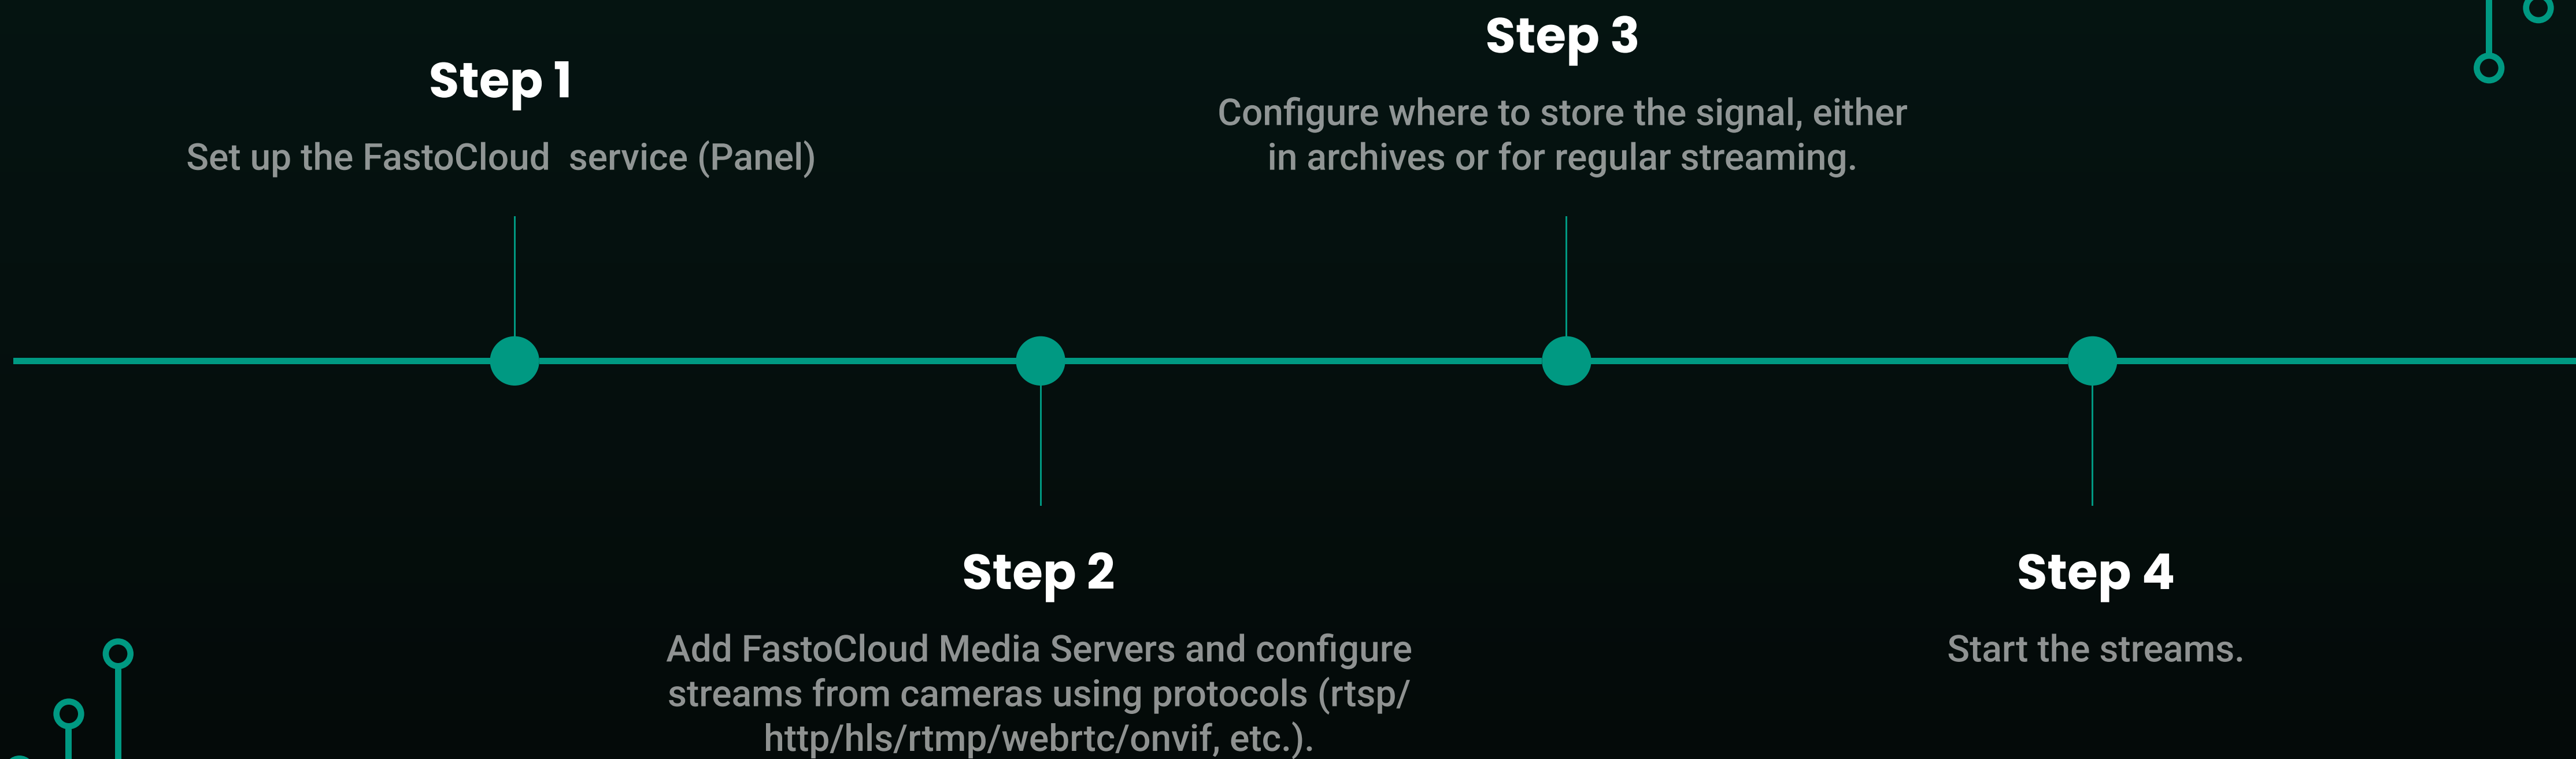 Step 1
Set up the FastoCloud  service (Panel)
Step 2
Add FastoCloud Media Servers and configure
streams from cameras using protocols (rtsp/
http/hls/rtmp/webrtc/onvif, etc.).
Step 3
Configure where to store the signal, either
in archives or for regular streaming.
Step 4
Start the streams.